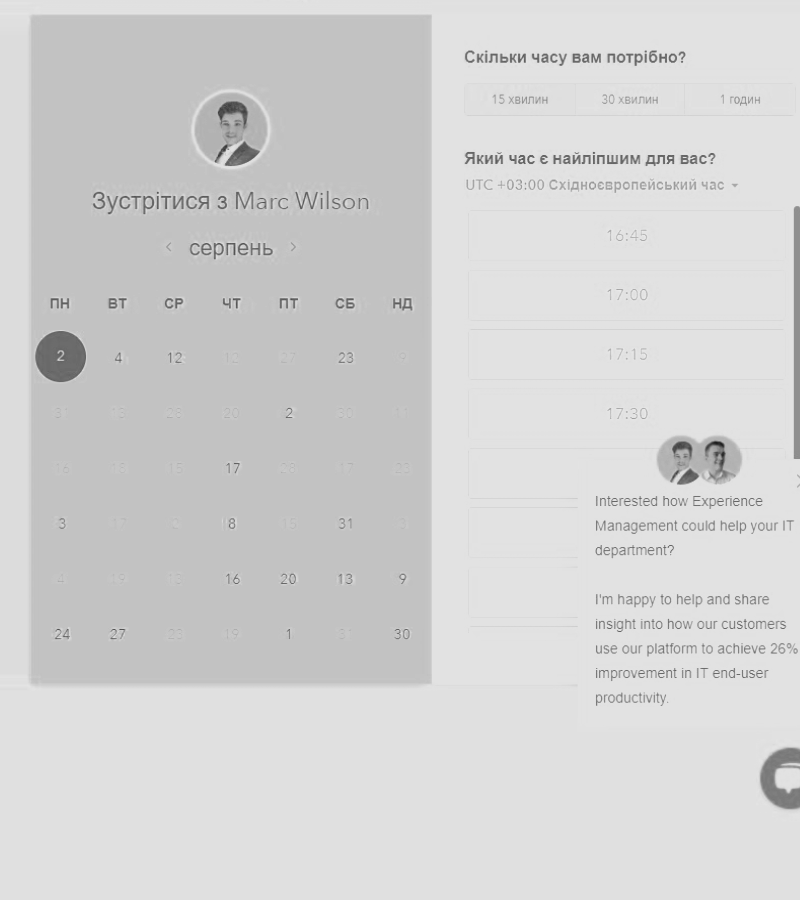 Зустрітися з Marc Wilson
‹ серпень ›
ПН ВТ СР ЧТ ПТ СБ НД
2 4 12 12 27 23
13 28 20 2 30 11
16 18 15 17 28 17 23
3 17 8 15 31
4 19 13 16 20 13 9
24 27 23 19 1 30
Скільки часу вам потрібно?
15 хвилин 30 хвилин 1 годин
Який час є найліпшим для вас?
UTC +03:00 Східноєвропейський час
16:45
17:00
17:15
17:30
Interested how Experience
Management could help your IT
department?
I'm happy to help and share
insight into how our customers
use our platform to achieve 26%
improvement in IT end-user
productivity.